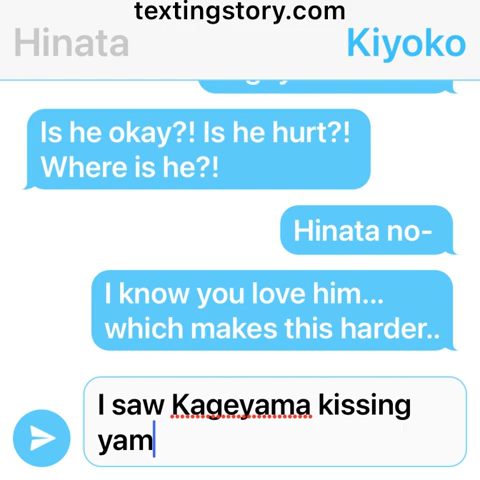 textingstory.com
Hinata Kiyoko
Is he okay?! Is he hurt?!
Where is he?!
Hinata no-
I know you love him...
which makes this harder..
I saw Kageyama kissing
yam